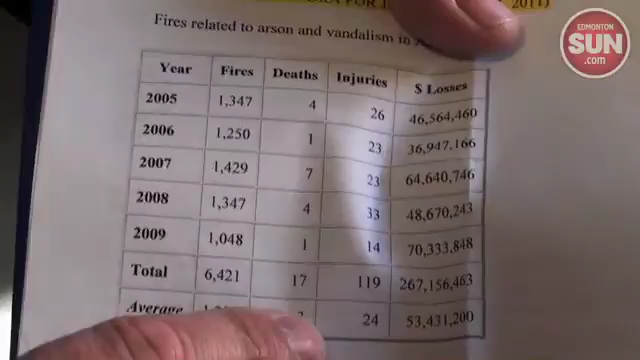 2011)
EDMONTON
SUN
.com
Fires related to arson and vandalism in
Year Fires Deaths Injuries $ Losses
2005 1,347 4 26 46,564,460
2006 1,250 1 23 36,947,166
2007 1,429 7 23 64,640,746
2008 1,347 4 33 48,670,243
2009 1,048 1 14 70,333,848
Total 6,421 17 119 267,156,463
Average 24 53,431,200